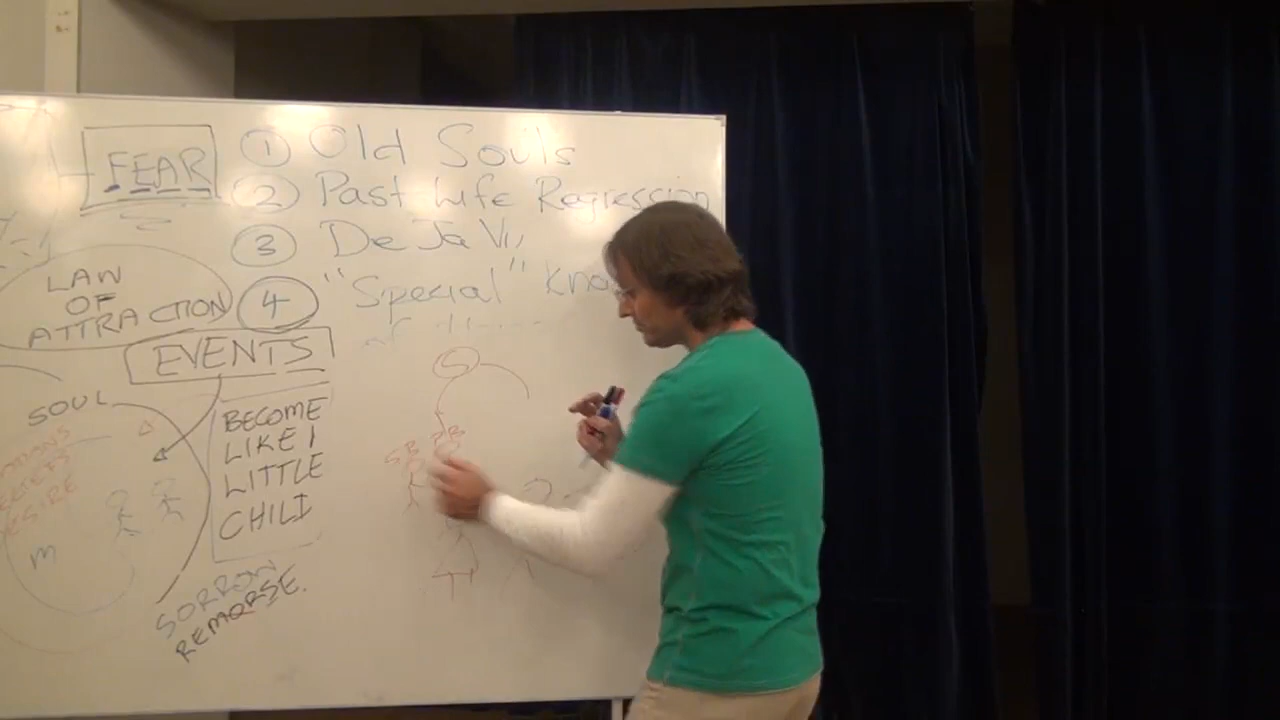 FEAR
① Old Souls
② Past Life Regression
③ De Ja Vu
④ "Special"
LAW
OF
ATTRACTION
EVENTS
SOUL
BECOME
LIKE A
LITTLE
CHILD
m
SORROW
REMORSE.
S
SB